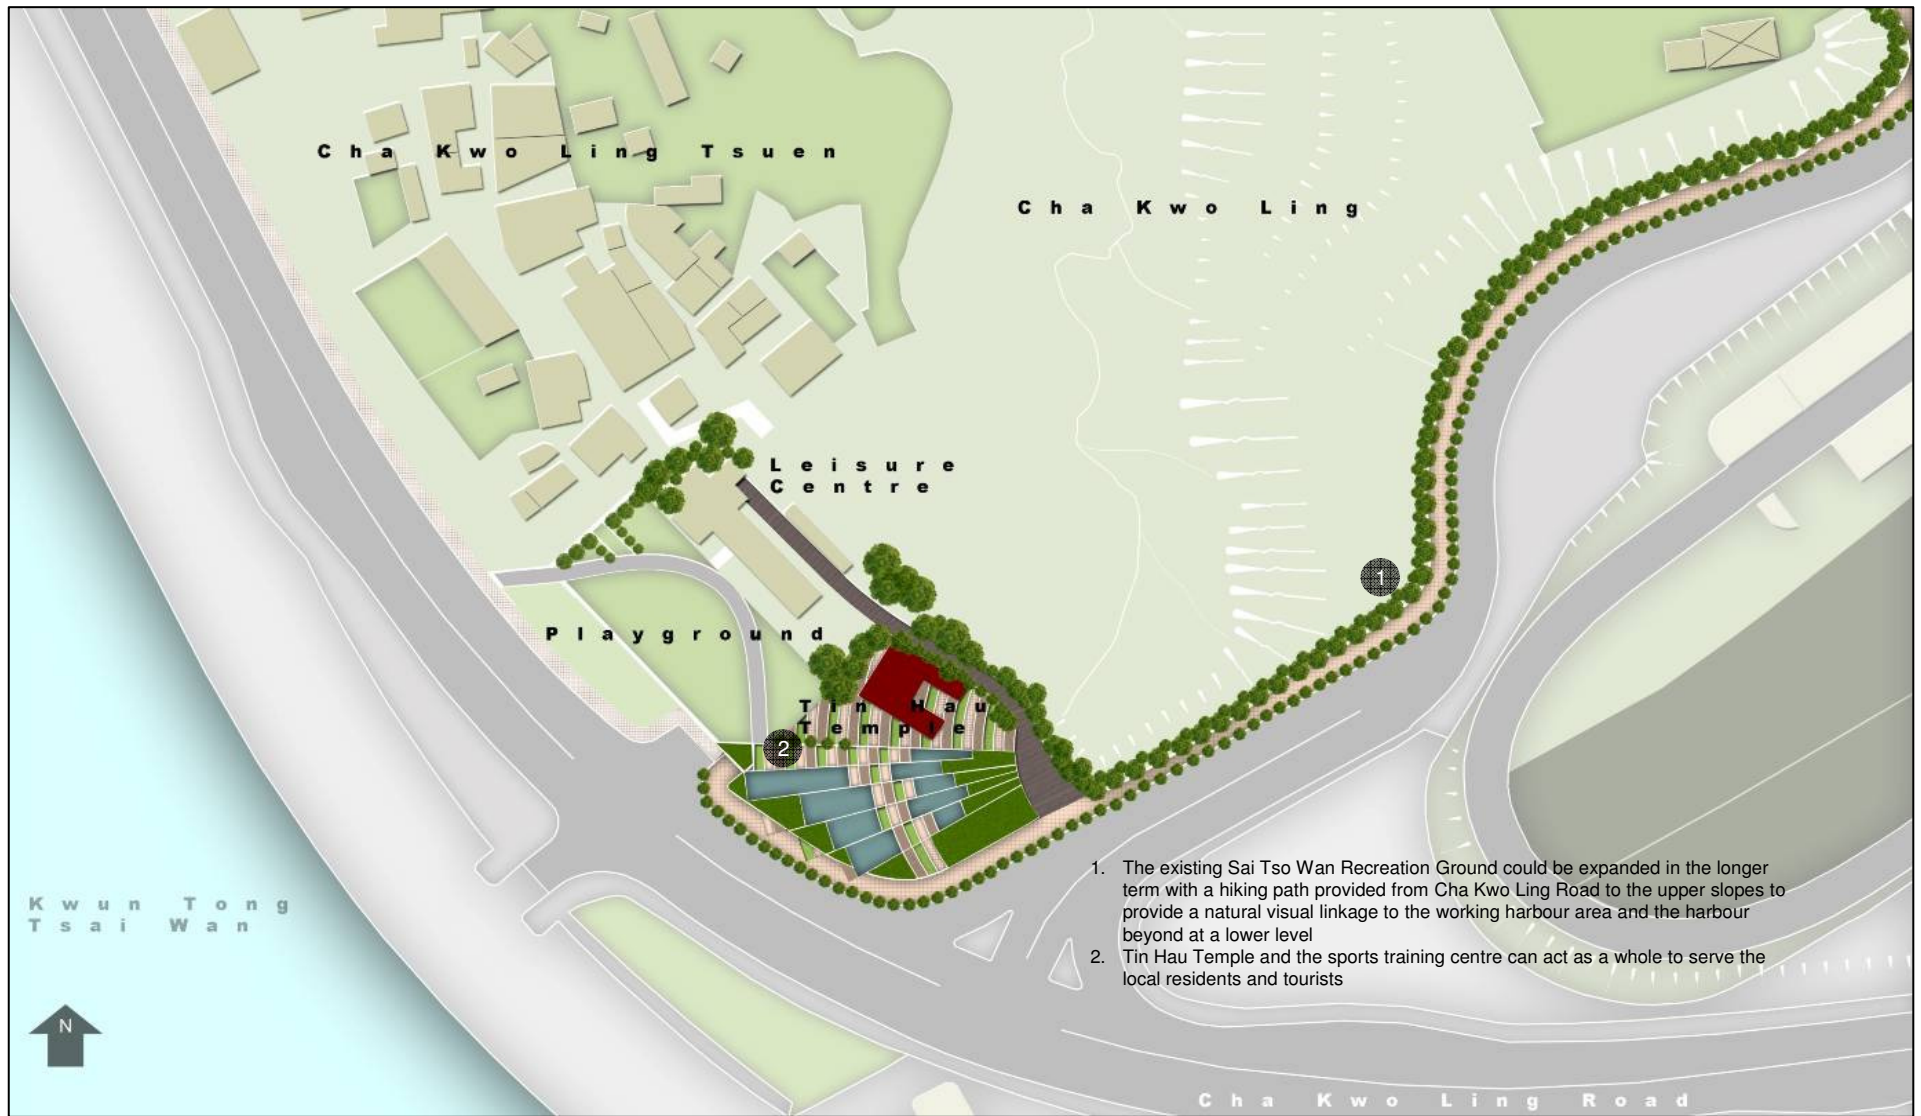 Cha Kwo Ling Tsuen
Cha Kwo Ling
Leisure
Centre
1
Playground
Tin Hau
Temple
2
1. The existing Sai Tso Wan Recreation Ground could be expanded in the longer
term with a hiking path provided from Cha Kwo Ling Road to the upper slopes to
provide a natural visual linkage to the working harbour area and the harbour
beyond at a lower level
2. Tin Hau Temple and the sports training centre can act as a whole to serve the
local residents and tourists
Kwun Tong
Tsai Wan
N
Cha Kwo Ling Road